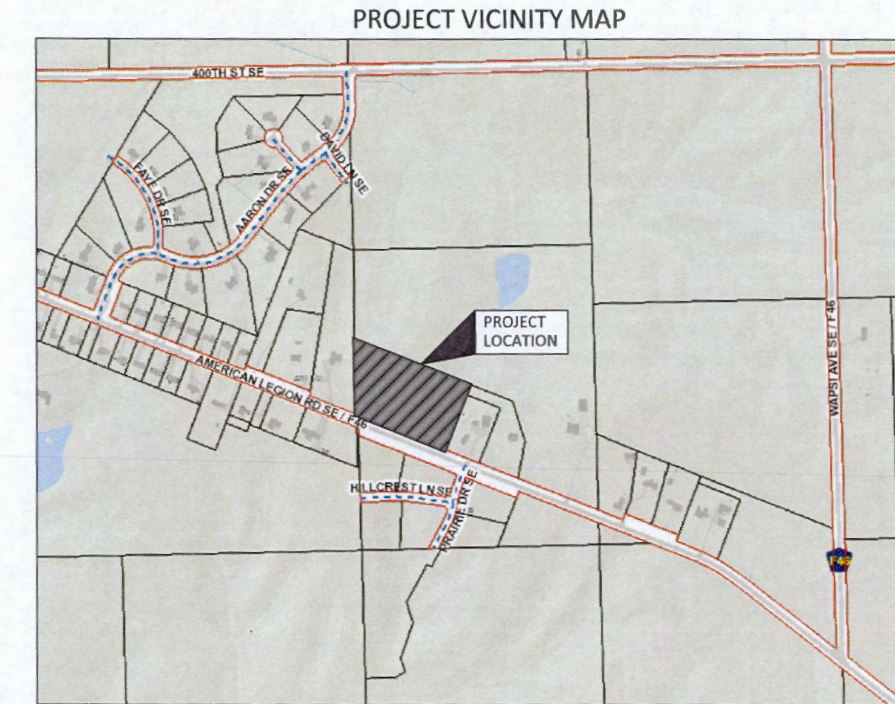 PROJECT VICINITY MAP
400TH ST SE
DAVID LN SE
FAYE DR SE
AARON DR SE
PROJECT
LOCATION
WAPSI AVE SE / F46
AMERICAN LEGION RD SE / F46
HILLCREST LN SE
PRAIRIE DR SE
F46